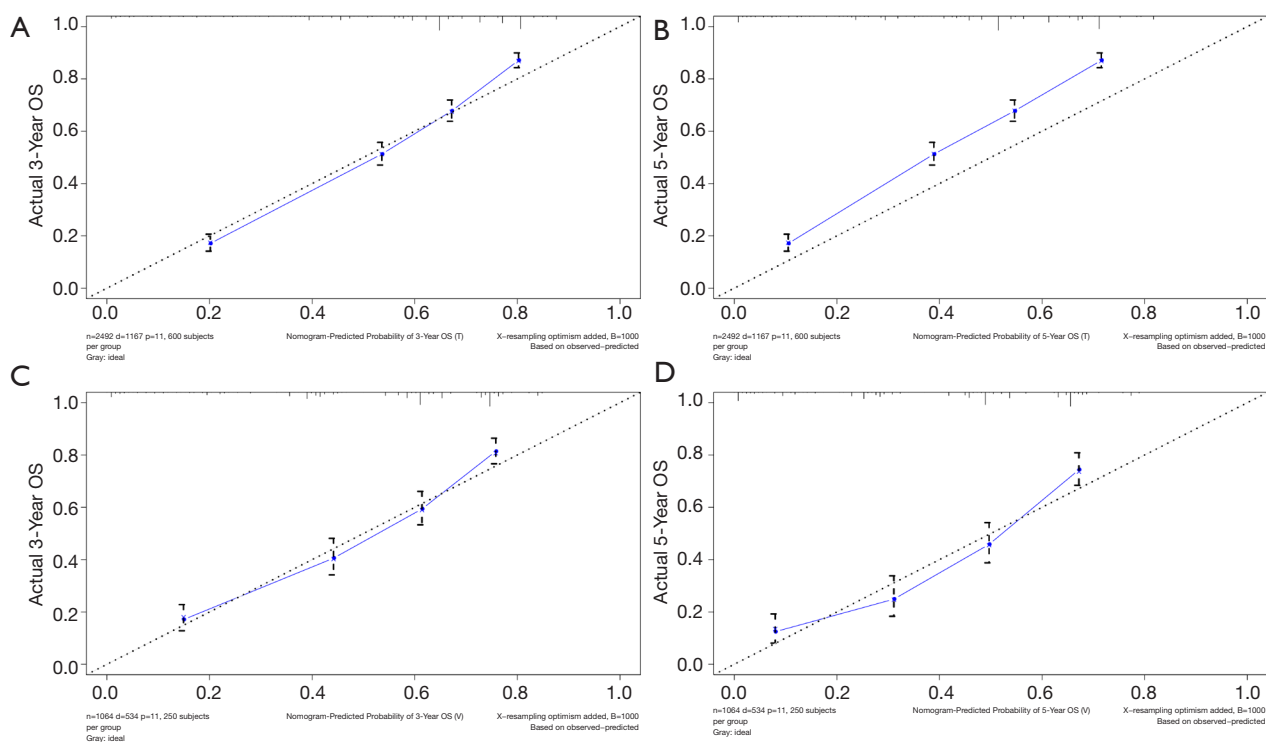 A
1.0
0.8
0.6
0.4
0.2
0.0
Actual 3-Year OS
0.0 0.2 0.4 0.6 0.8 1.0
n=2492 d=1167 p=11, 600 subjects
per group
Gray: ideal
Nomogram-Predicted Probability of 3-Year OS (T)
X−resampling optimism added, B=1000
Based on observed−predicted
B
1.0
0.8
0.6
0.4
0.2
0.0
Actual 5-Year OS
0.0 0.2 0.4 0.6 0.8 1.0
n=2492 d=1167 p=11, 600 subjects
per group
Gray: ideal
Nomogram-Predicted Probability of 5-Year OS (T)
X−resampling optimism added, B=1000
Based on observed−predicted
C
1.0
0.8
0.6
0.4
0.2
0.0
Actual 3-Year OS
0.0 0.2 0.4 0.6 0.8 1.0
n=1064 d=534 p=11, 250 subjects
per group
Gray: ideal
Nomogram-Predicted Probability of 3-Year OS (V)
X−resampling optimism added, B=1000
Based on observed−predicted
D
1.0
0.8
0.6
0.4
0.2
0.0
Actual 5-Year OS
0.0 0.2 0.4 0.6 0.8 1.0
n=1064 d=534 p=11, 250 subjects
per group
Gray: ideal
Nomogram-Predicted Probability of 5-Year OS (V)
X−resampling optimism added, B=1000
Based on observed−predicted